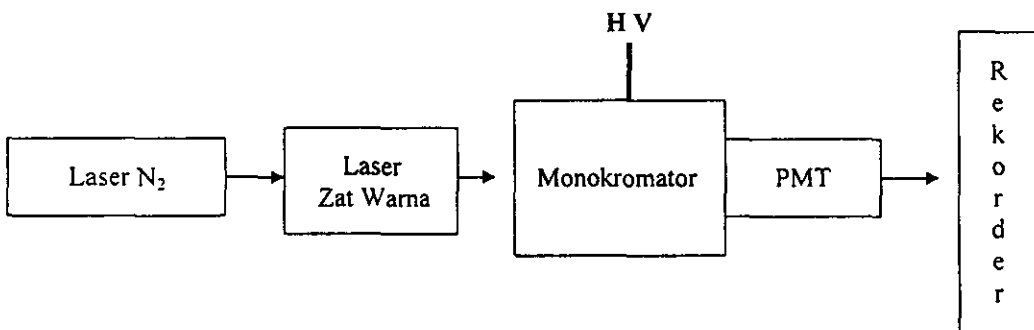 H V
Laser N₂
Laser
Zat Warna
Monokromator
PMT
R
e
k
o
r
d
e
r